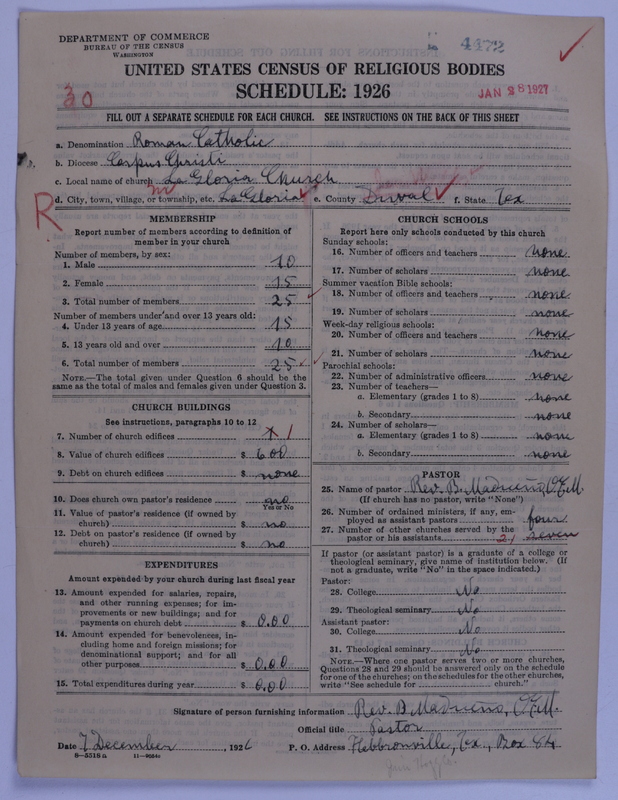 DEPARTMENT OF COMMERCE
BUREAU OF THE CENSUS
WASHINGTON
4472
UNITED STATES CENSUS OF RELIGIOUS BODIES
SCHEDULE: 1926
JAN 28 1927
FILL OUT A SEPARATE SCHEDULE FOR EACH CHURCH. SEE INSTRUCTIONS ON THE BACK OF THIS SHEET
a. Denomination Roman Catholic
b. Diocese Corpus Christi
c. Local name of church La Gloria Church
d. City, town, village, or township, etc. La Gloria e. County Duval f. State Tex
R
MEMBERSHIP
Report number of members according to definition of member in your church
Number of members, by sex:
1. Male 10
2. Female 15
3. Total number of members 25
Number of members under and over 13 years old:
4. Under 13 years of age 15
5. 13 years old and over 10
6. Total number of members 25
NOTE.—The total given under Question 6 should be the
same as the total of males and females given under Question 3.
CHURCH BUILDINGS
See instructions, paragraphs 10 to 12
7. Number of church edifices 1
8. Value of church edifices $ 600
9. Debt on church edifices $ none
10. Does church own pastor's residence no
Yes or No
11. Value of pastor's residence (if owned by
church) $ no
12. Debt on pastor's residence (if owned by
church) $ no
EXPENDITURES
Amount expended by your church during last fiscal year
13. Amount expended for salaries, repairs,
and other running expenses; for im-
provements or new buildings; and for
payments on church debt $ 0.00
14. Amount expended for benevolences, in-
cluding home and foreign missions; for
denominational support; and for all
other purposes $ 0.00
15. Total expenditures during year $ 0.00
CHURCH SCHOOLS
Report here only schools conducted by this church
Sunday schools:
16. Number of officers and teachers none
17. Number of scholars none
Summer vacation Bible schools:
18. Number of officers and teachers none
19. Number of scholars none
Week-day religious schools:
20. Number of officers and teachers none
21. Number of scholars none
Parochial schools:
22. Number of administrative officers none
23. Number of teachers—
a. Elementary (grades 1 to 8) none
b. Secondary none
24. Number of scholars—
a. Elementary (grades 1 to 8) none
b. Secondary none
PASTOR
25. Name of pastor Rev. B. Madueno, O.F.M.
(If church has no pastor, write "None")
26. Number of ordained ministers, if any, em-
ployed as assistant pastors four
27. Number of other churches served by the
pastor or his assistants 21 seven
If pastor (or assistant pastor) is a graduate of a college or
theological seminary, give name of institution below. (If
not a graduate, write "No" in the space indicated.)
Pastor:
28. College No
29. Theological seminary No
Assistant pastor:
30. College No
31. Theological seminary No
NOTE.—Where one pastor serves two or more churches,
Questions 28 and 29 should be answered only on the schedule
for one of the churches; on the schedules for the other churches,
write "See schedule for church."
Signature of person furnishing information Rev. B. Madueno, O.F.M.
Official title Pastor
Date 7 December, 1926 P. O. Address Hebbronville, Tex., Box 84
8—5518a 11—9084c